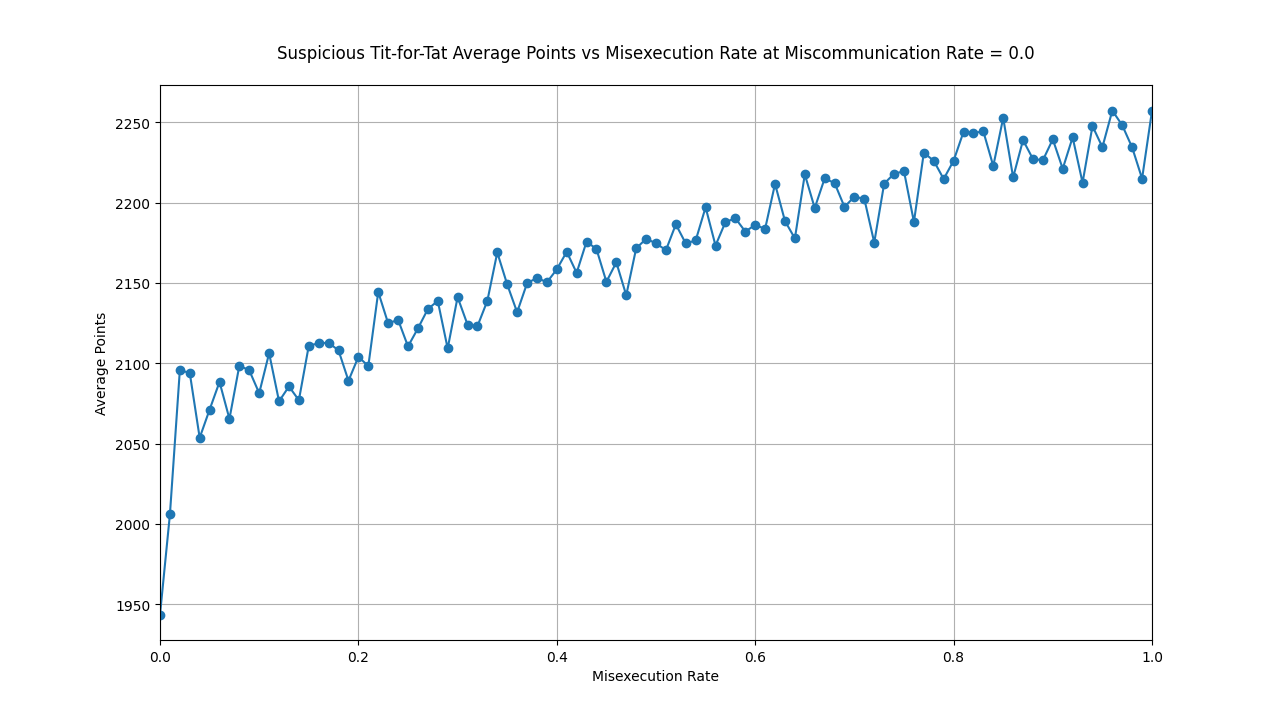 Suspicious Tit-for-Tat Average Points vs Misexecution Rate at Miscommunication Rate = 0.0
2250
2200
2150
2100
2050
2000
1950
Average Points
0.0 0.2 0.4 0.6 0.8 1.0
Misexecution Rate